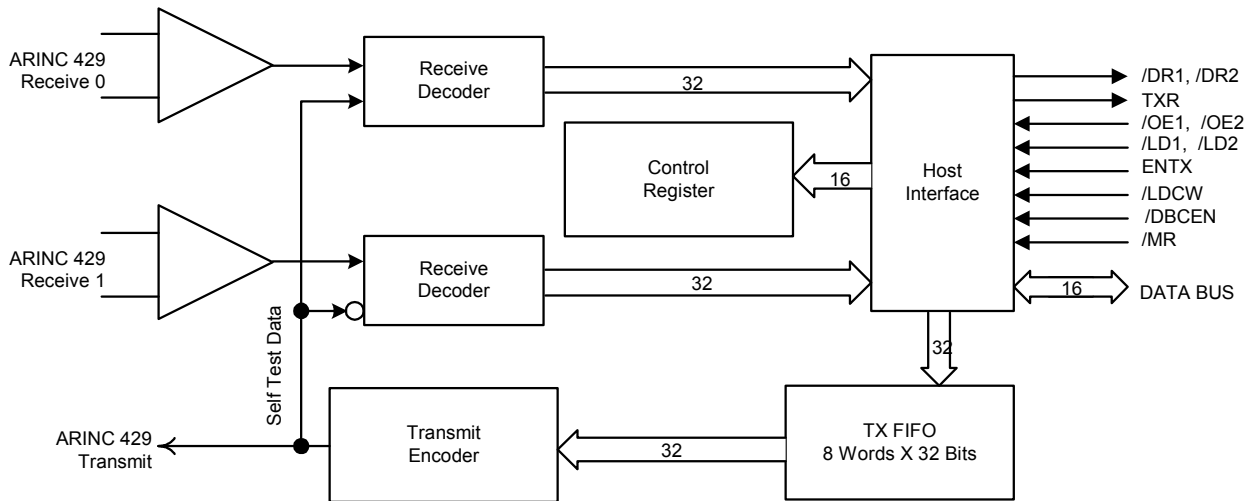 ARINC 429
Receive 0
Receive
Decoder
32
/DR1, /DR2
TXR
/OE1, /OE2
/LD1, /LD2
ENTX
/LDCW
/DBCEN
/MR
Control
Register
16
Host
Interface
ARINC 429
Receive 1
Receive
Decoder
32
16
DATA BUS
Self Test Data
32
ARINC 429
Transmit
Transmit
Encoder
32
TX FIFO
8 Words X 32 Bits